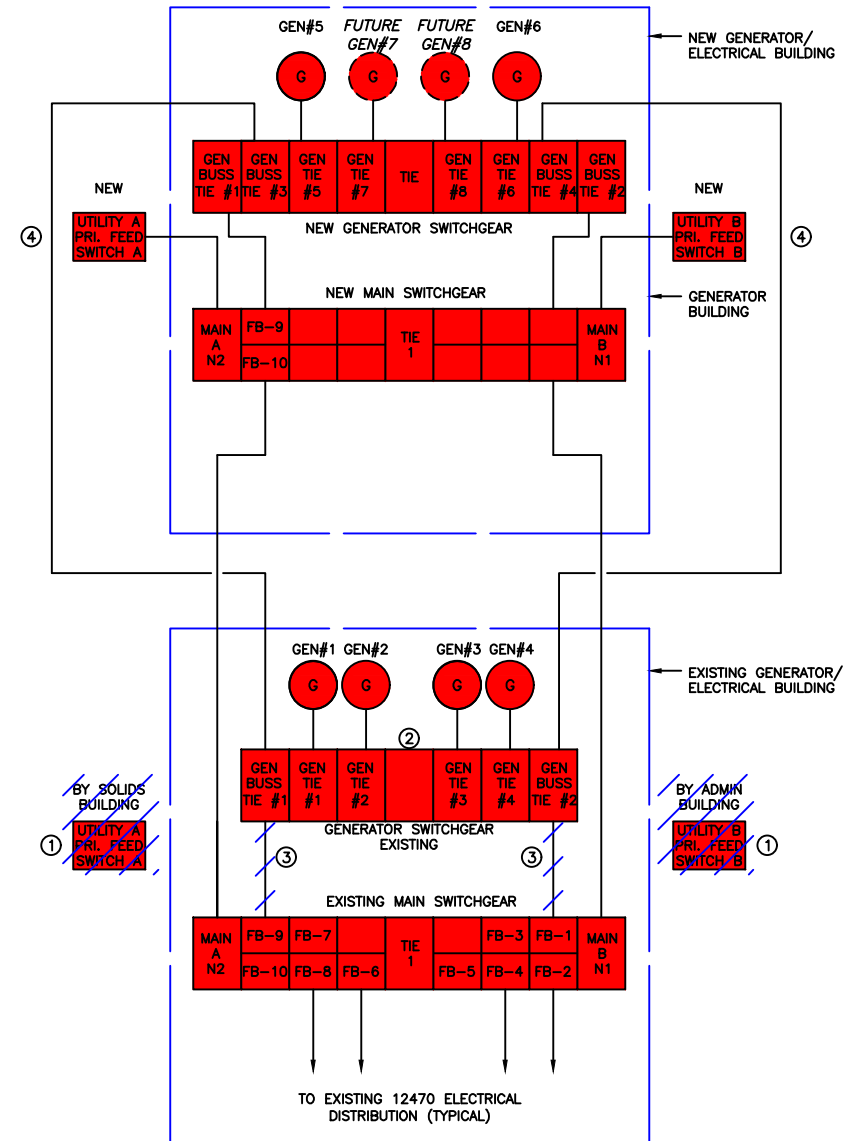 GEN#5
FUTURE
GEN#7
FUTURE
GEN#8
GEN#6
NEW GENERATOR/
ELECTRICAL BUILDING
G
G
G
G
GEN
BUSS
TIE #1
GEN
BUSS
TIE #3
GEN
TIE
#5
GEN
TIE
#7
TIE
GEN
TIE
#8
GEN
TIE
#6
GEN
BUSS
TIE #4
GEN
BUSS
TIE #2
NEW
NEW
UTILITY A
PRI. FEED
SWITCH A
UTILITY B
PRI. FEED
SWITCH B
4
4
NEW GENERATOR SWITCHGEAR
NEW MAIN SWITCHGEAR
GENERATOR
BUILDING
MAIN
A
N2
FB-9
FB-10
TIE
1
MAIN
B
N1
GEN#1
GEN#2
GEN#3
GEN#4
G
G
G
G
EXISTING GENERATOR/
ELECTRICAL BUILDING
2
GEN
BUSS
TIE #1
GEN
TIE
#1
GEN
TIE
#2
GEN
TIE
#3
GEN
TIE
#4
GEN
BUSS
TIE #2
BY SOLIDS
BUILDING
BY ADMIN
BUILDING
UTILITY A
PRI. FEED
SWITCH A
UTILITY B
PRI. FEED
SWITCH B
1
1
GENERATOR SWITCHGEAR
EXISTING
3
3
EXISTING MAIN SWITCHGEAR
MAIN
A
N2
FB-9
FB-7
TIE
1
FB-3
FB-1
MAIN
B
N1
FB-10
FB-8
FB-6
FB-5
FB-4
FB-2
TO EXISTING 12470 ELECTRICAL
DISTRIBUTION (TYPICAL)